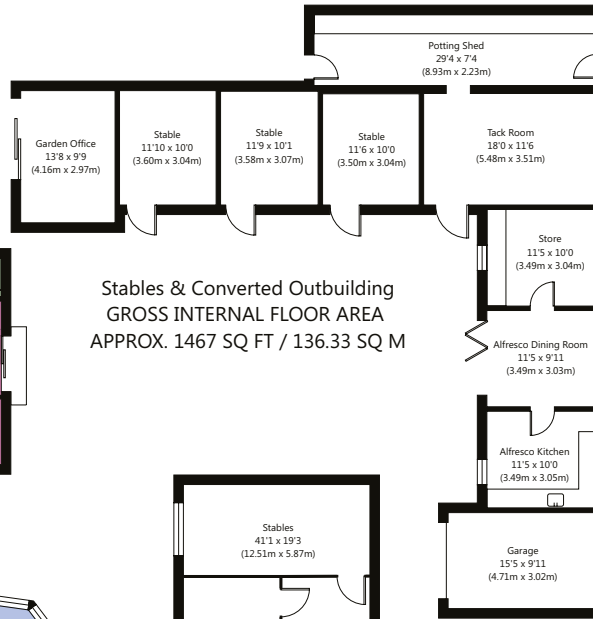 Potting Shed
29'4 x 7'4
(8.93m x 2.23m)
Garden Office
13'8 x 9'9
(4.16m x 2.97m)
Stable
11'10 x 10'0
(3.60m x 3.04m)
Stable
11'9 x 10'1
(3.58m x 3.07m)
Stable
11'6 x 10'0
(3.50m x 3.04m)
Tack Room
18'0 x 11'6
(5.48m x 3.51m)
Store
11'5 x 10'0
(3.49m x 3.04m)
Stables & Converted Outbuilding
GROSS INTERNAL FLOOR AREA
APPROX. 1467 SQ FT / 136.33 SQ M
Alfresco Dining Room
11'5 x 9'11
(3.49m x 3.03m)
Alfresco Kitchen
11'5 x 10'0
(3.49m x 3.05m)
Stables
41'1 x 19'3
(12.51m x 5.87m)
Garage
15'5 x 9'11
(4.71m x 3.02m)